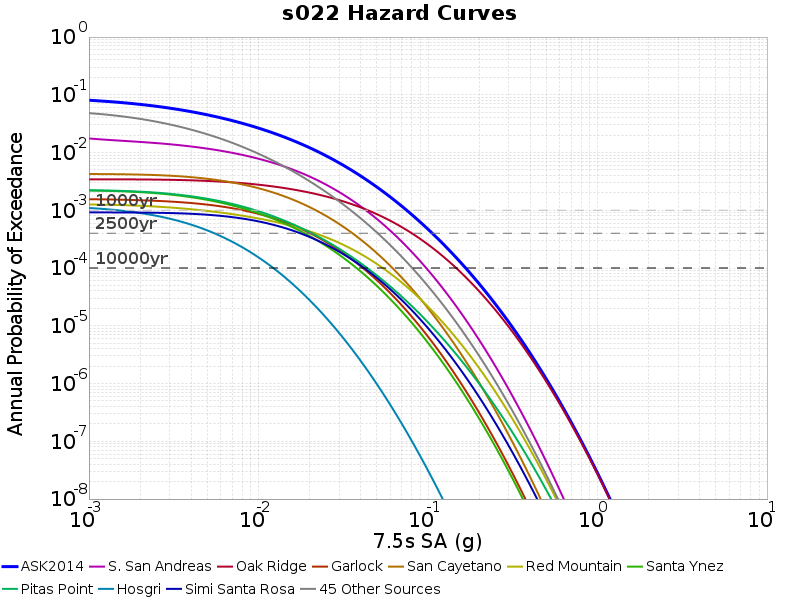 s022 Hazard Curves
Annual Probability of Exceedance
10^0
10^-1
10^-2
10^-3
10^-4
10^-5
10^-6
10^-7
10^-8
1000yr
2500yr
10000yr
10^-3 10^-2 10^-1 10^0 10^1
7.5s SA (g)
ASK2014 S. San Andreas Oak Ridge Garlock San Cayetano Red Mountain Santa Ynez
Pitas Point Hosgri Simi Santa Rosa 45 Other Sources